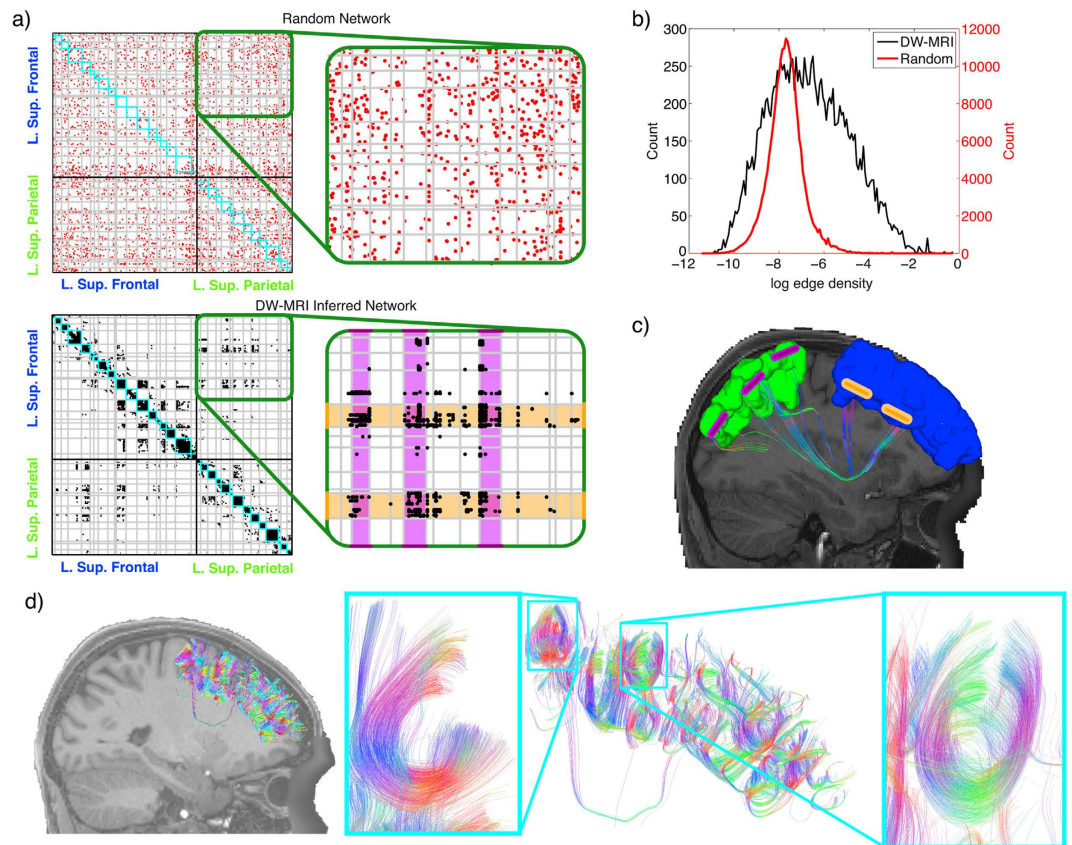 a)
Random Network
L. Sup. Frontal
L. Sup. Parietal
L. Sup. Frontal
L. Sup. Parietal
DW-MRI Inferred Network
L. Sup. Frontal
L. Sup. Parietal
L. Sup. Frontal
L. Sup. Parietal
b)
300
250
200
150
100
50
0
Count
12000
10000
8000
6000
4000
2000
0
Count
DW-MRI
Random
-12
-10
-8
-6
-4
-2
0
log edge density
c)
d)